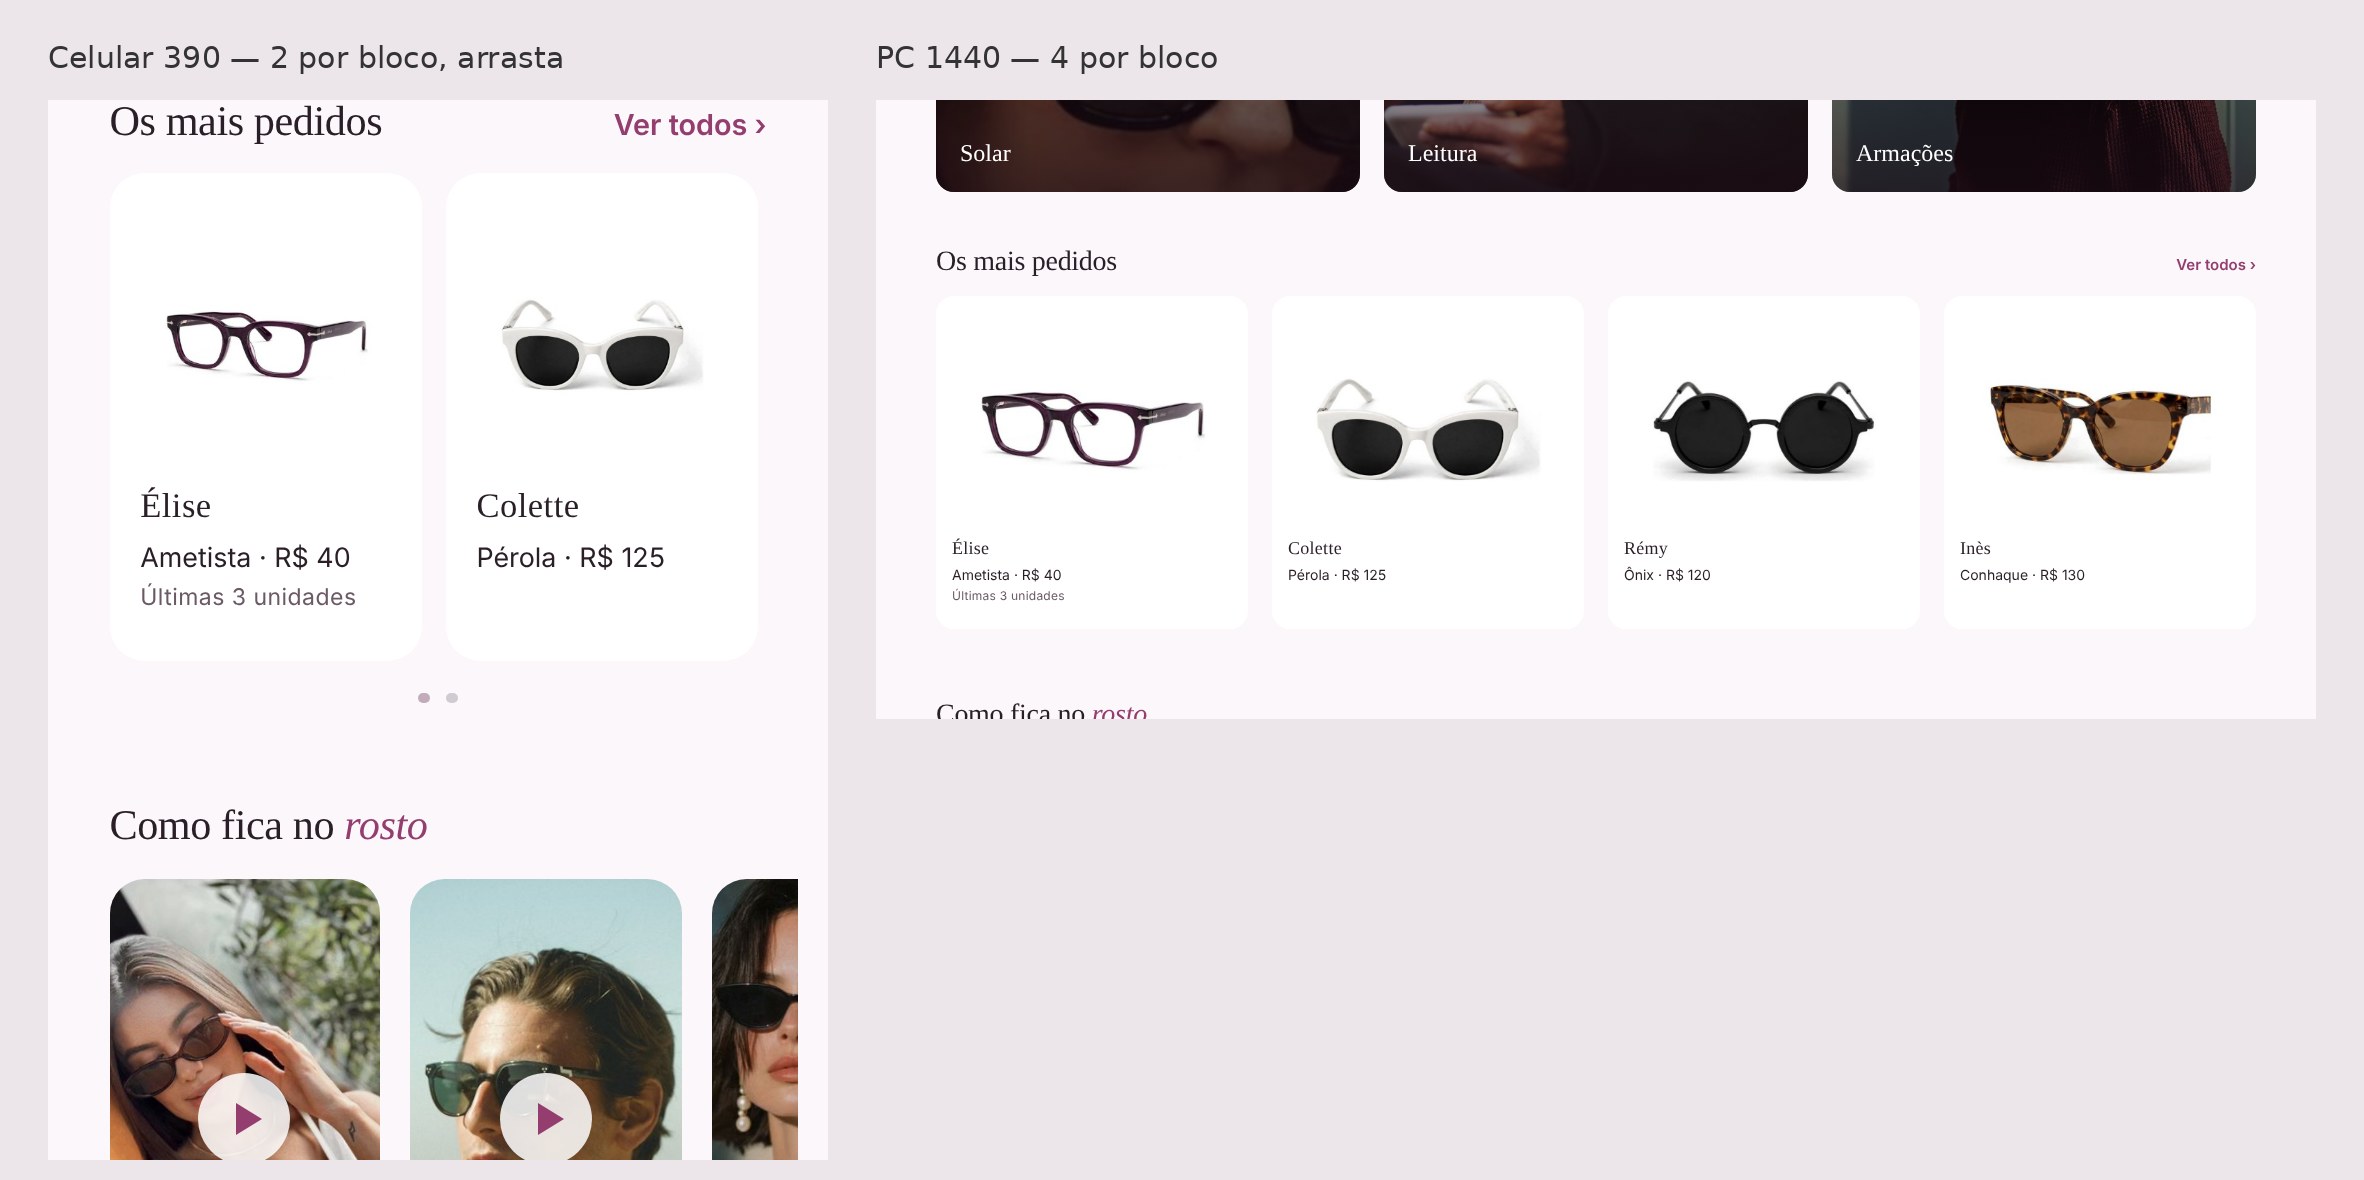 Celular 390 — 2 por bloco, arrasta
Os mais pedidos
Ver todos ›
Élise
Ametista · R$ 40
Últimas 3 unidades
Colette
Pérola · R$ 125
Como fica no rosto
PC 1440 — 4 por bloco
Solar
Leitura
Armações
Os mais pedidos
Ver todos ›
Élise
Ametista · R$ 40
Últimas 3 unidades
Colette
Pérola · R$ 125
Rémy
Ônix · R$ 120
Inès
Conhaque · R$ 130
Como fica no rosto